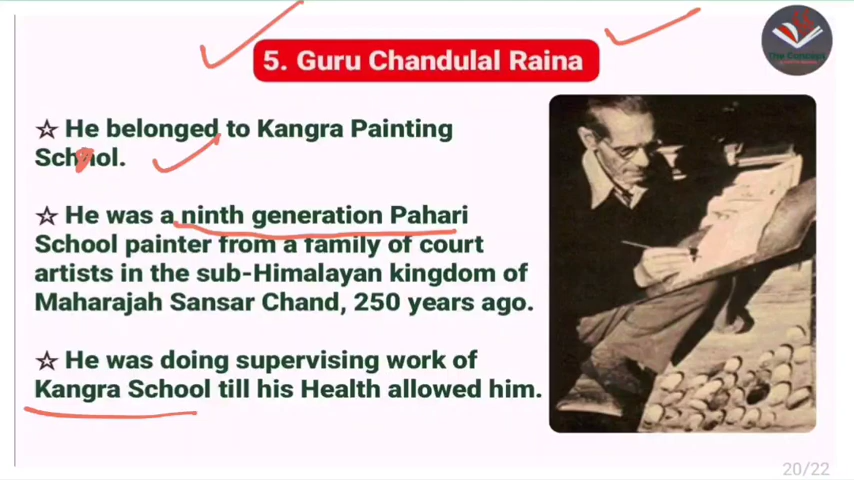 5. Guru Chandulal Raina
The Concept
☆ He belonged to Kangra Painting
School.
☆ He was a ninth generation Pahari
School painter from a family of court
artists in the sub-Himalayan kingdom of
Maharajah Sansar Chand, 250 years ago.
☆ He was doing supervising work of
Kangra School till his Health allowed him.
20/22